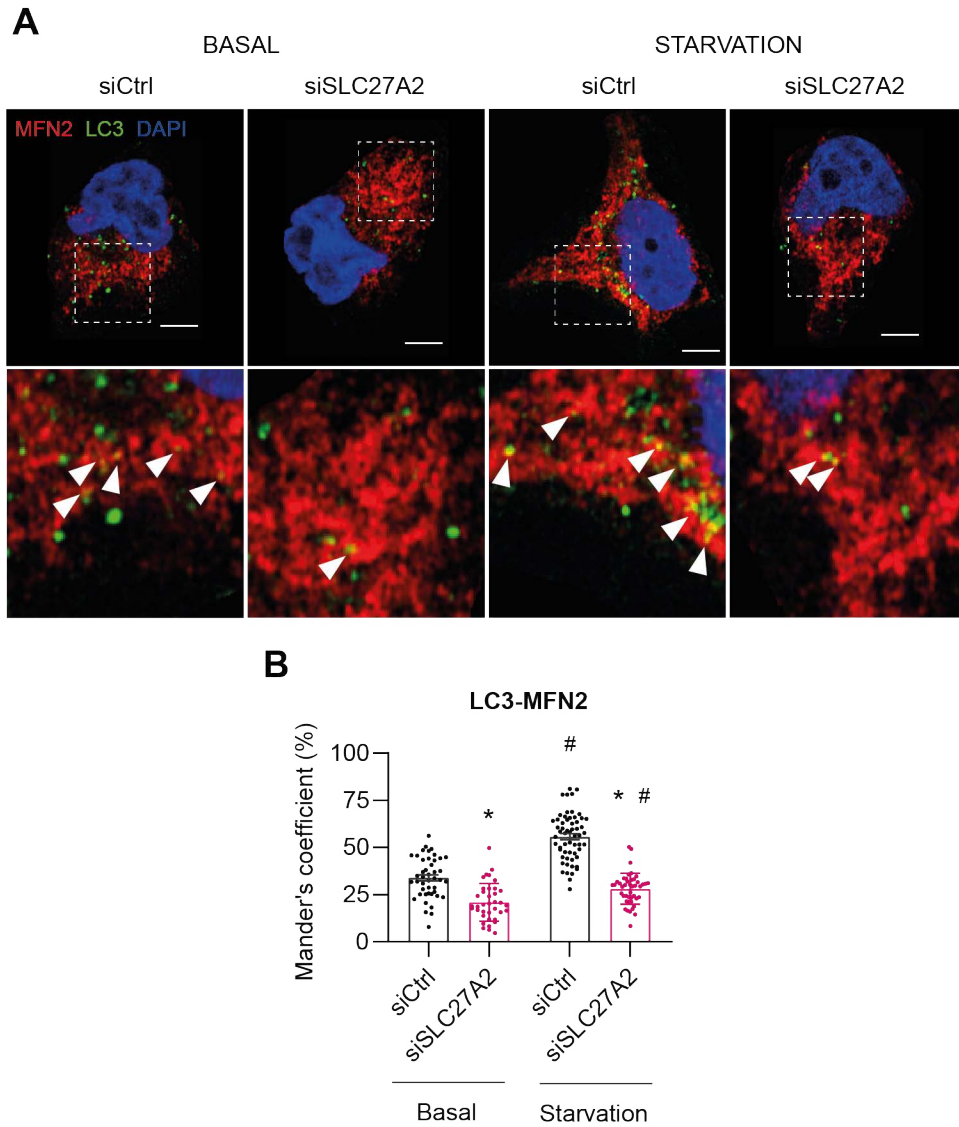 A
BASAL STARVATION
siCtrl siSLC27A2 siCtrl siSLC27A2
MFN2 LC3 DAPI
B
LC3-MFN2
Mander's coefficient (%)
100
75
50
25
0
#
* #
*
siCtrl siSLC27A2 siCtrl siSLC27A2
Basal Starvation